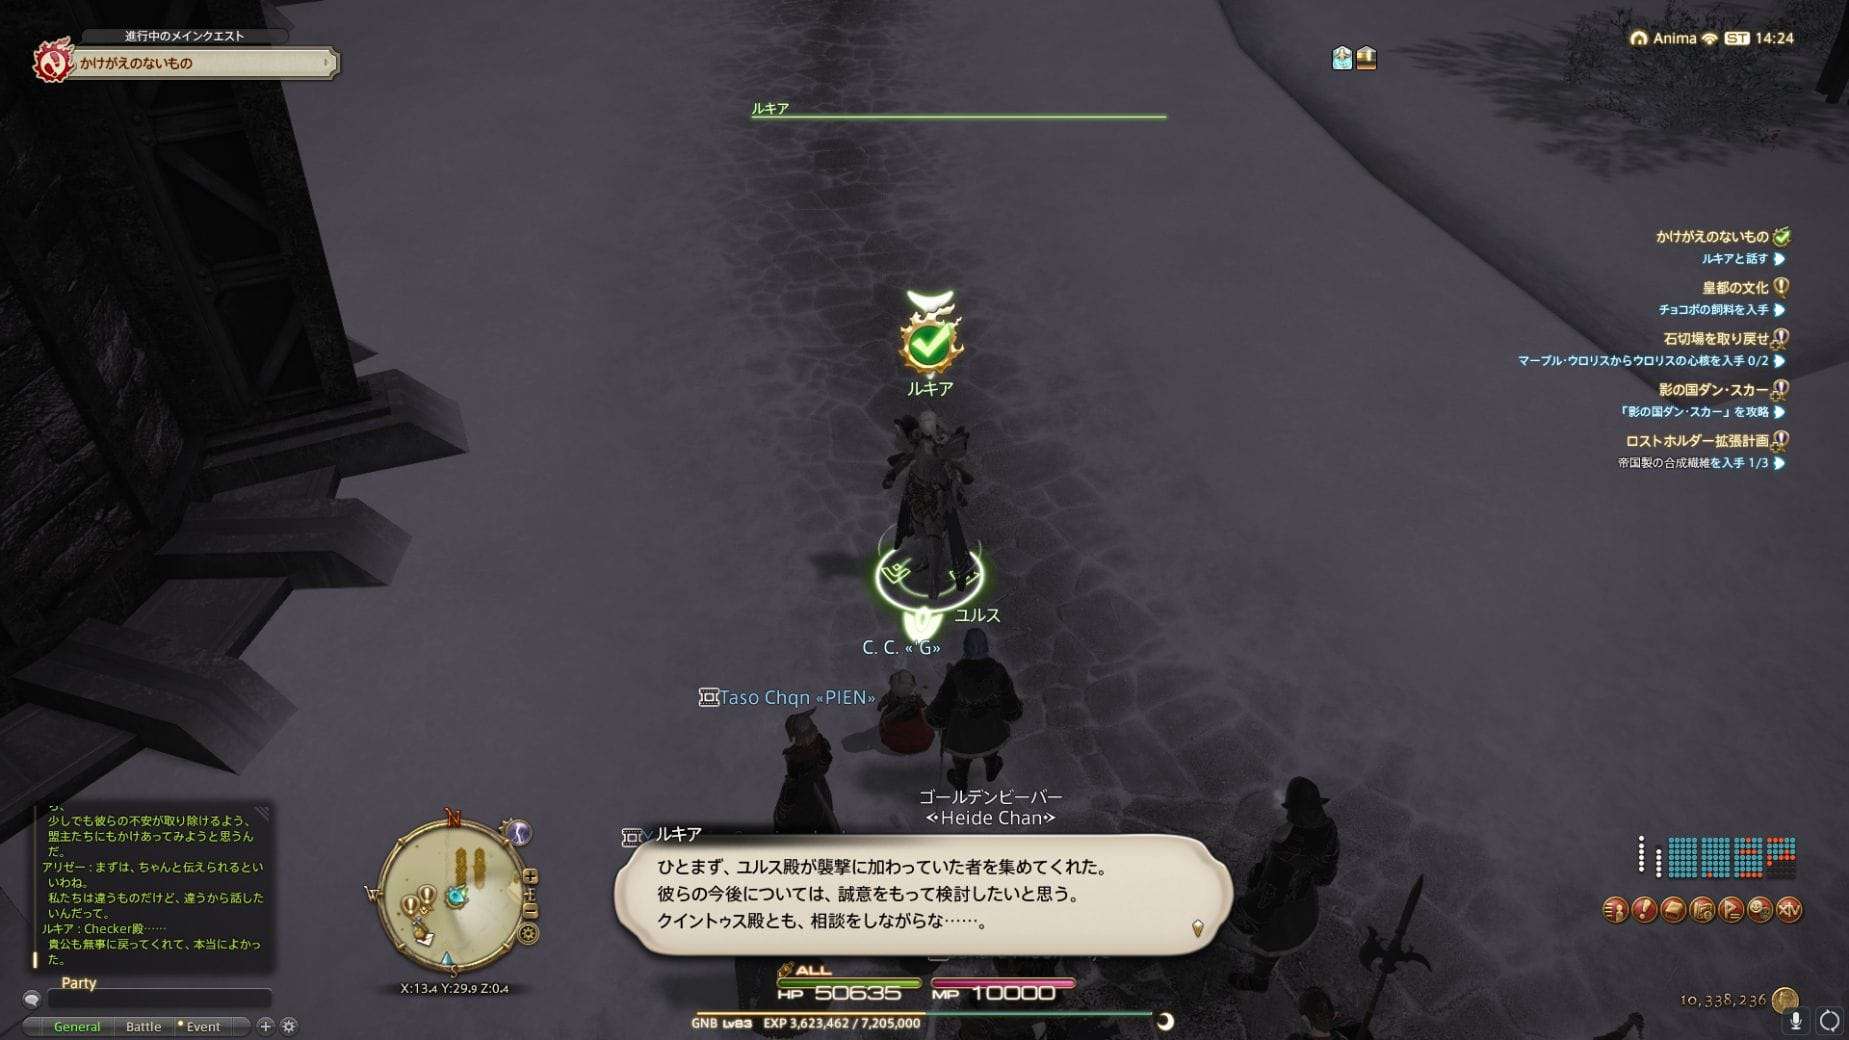 進行中のメインクエスト
かけがえのないもの
Anima ST 14:24
ルキア
かけがえのないもの
ルキアと話す
皇都の文化
チョコボの飼料を入手
石切場を取り戻せ
マーブル・ウロリスからウロリスの心核を入手 0/2
影の国ダン・スカー
「影の国ダン・スカー」を攻略
ロストホルダー拡張計画
帝国製の合成繊維を入手 1/3
ルキア
ユルス
C. C. «'G»
Taso Chqn «PIEN»
ゴールデンビーバー
Heide Chan
ルキア
ひとまず、ユルス殿が襲撃に加わっていた者を集めてくれた。
彼らの今後については、誠意をもって検討したいと思う。
クイントゥス殿とも、相談をしながらな……。
ら、
少しでも彼らの不安が取り除けるよう、
盟主たちにもかけあってみようと思うん
だ。
アリゼー : まずは、ちゃんと伝えられるとい
いわね。
私たちは違うものだけど、違うから話した
いんだって。
ルキア : Checker殿……
貴公も無事に戻ってくれて、本当によかっ
た。
Party
General Battle Event
N
W
S
X:13.4 Y:29.9 Z:0.4
ALL
HP 50635 MP 10000
GNB Lv83 EXP 3,623,462 / 7,205,000
XIV
10,338,236